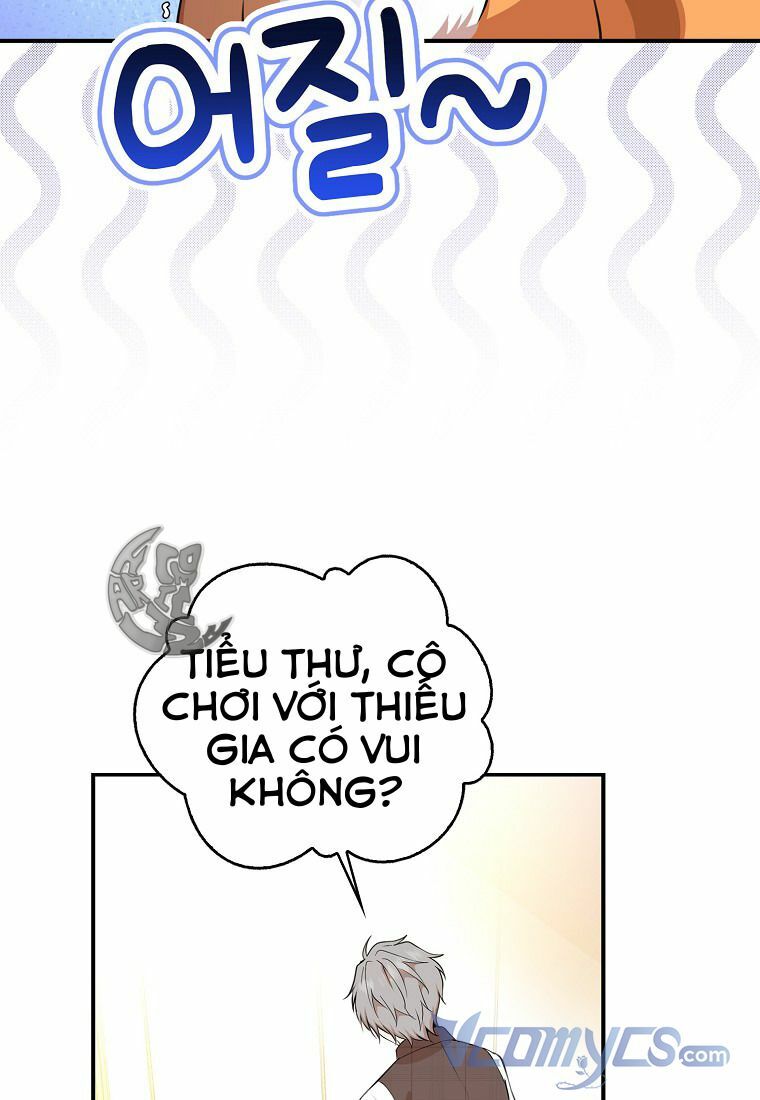 어질~
TIỂU THƯ, CÔ
CHƠI VỚI THIẾU
GIA CÓ VUI
KHÔNG?
VCOMYCS.com